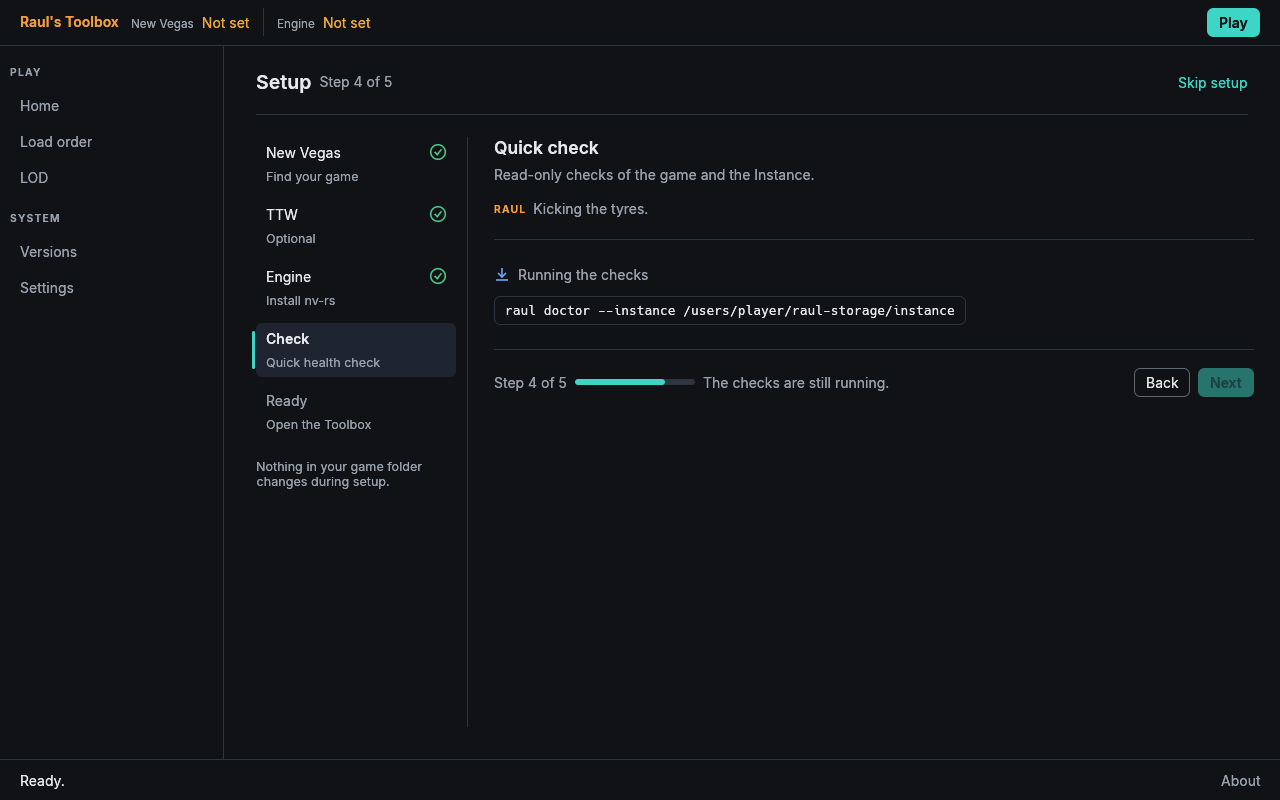 Raul's Toolbox New Vegas Not set Engine Not set Play
PLAY
Home
Load order
LOD
SYSTEM
Versions
Settings
Setup Step 4 of 5 Skip setup
New Vegas
Find your game
TTW
Optional
Engine
Install nv-rs
Check
Quick health check
Ready
Open the Toolbox
Nothing in your game folder
changes during setup.
Quick check
Read-only checks of the game and the Instance.
RAUL Kicking the tyres.
Running the checks
raul doctor --instance /users/player/raul-storage/instance
Step 4 of 5 The checks are still running. Back Next
Ready. About